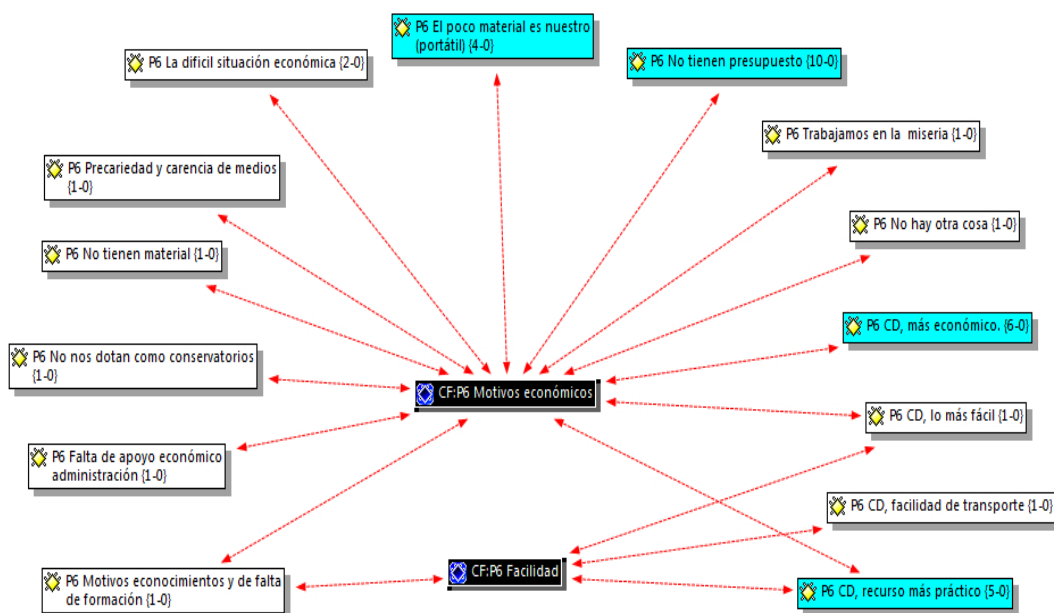 P6 El poco material es nuestro
(portátil) {4-0}
P6 La dificil situación económica {2-0}
P6 No tienen presupuesto {10-0}
P6 Trabajamos en la  miseria {1-0}
P6 Precariedad y carencia de medios
{1-0}
P6 No hay otra cosa {1-0}
P6 No tienen material {1-0}
P6 CD, más económico. {6-0}
P6 No nos dotan como conservatorios
{1-0}
CF:P6 Motivos económicos
P6 CD, lo más fácil {1-0}
P6 Falta de apoyo económico
administración {1-0}
P6 CD, facilidad de transporte {1-0}
CF:P6 Facilidad
P6 Motivos econocimientos y de falta
de formación {1-0}
P6 CD, recurso más práctico {5-0}